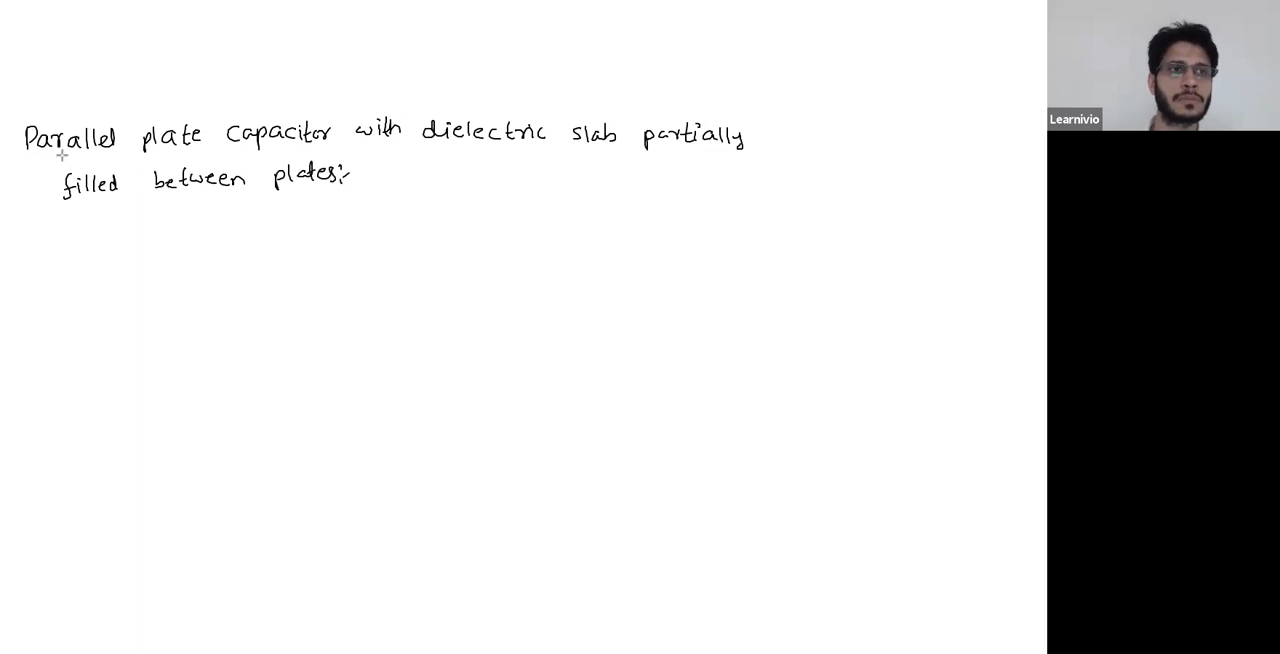 Parallel plate capacitor with dielectric slab partially
filled between plates:-
Learnivio